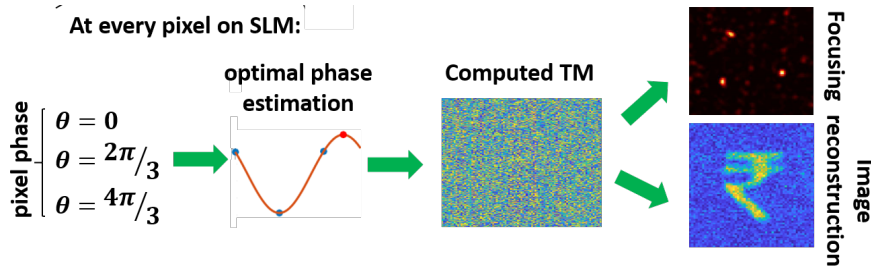 At every pixel on SLM:
optimal phase
estimation
Computed TM
pixel phase
θ = 0
θ = 2π/3
θ = 4π/3
Focusing
Image
reconstruction
₹